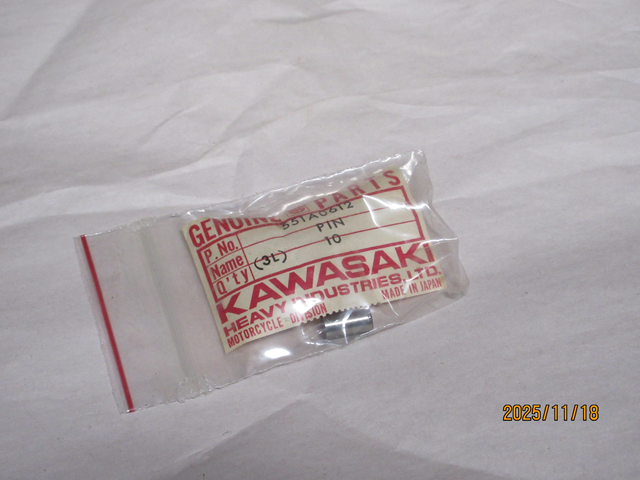 GENUINE PARTS
P.No. 551A0612
Name PIN
Q'ty (3L) 10
KAWASAKI
HEAVY INDUSTRIES, LTD.
MOTORCYCLE DIVISION MADE IN JAPAN
2025/11/18